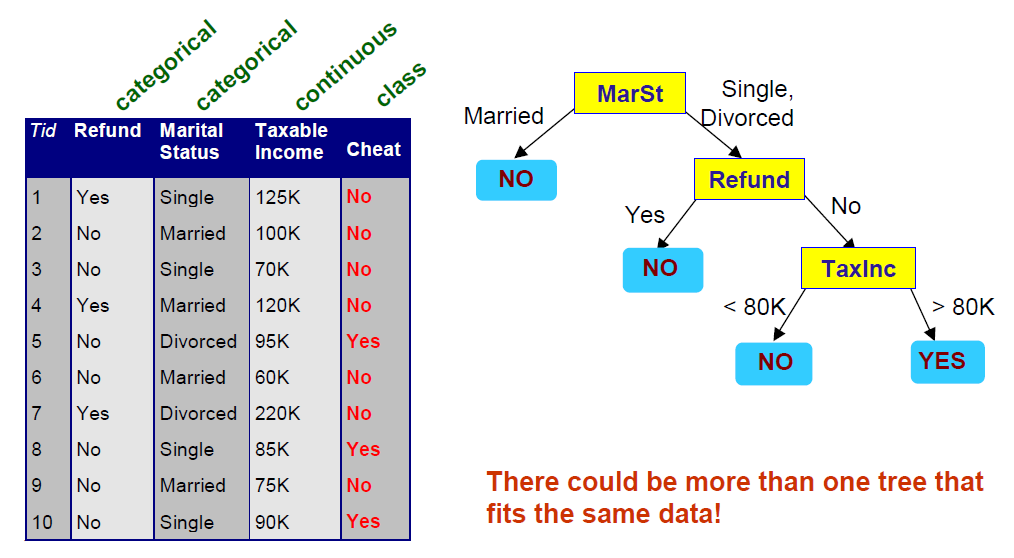 categorical
categorical
continuous
class
Tid Refund Marital Status Taxable Income Cheat
1 Yes Single 125K No
2 No Married 100K No
3 No Single 70K No
4 Yes Married 120K No
5 No Divorced 95K Yes
6 No Married 60K No
7 Yes Divorced 220K No
8 No Single 85K Yes
9 No Married 75K No
10 No Single 90K Yes
MarSt
Married
Single,
Divorced
NO
Refund
Yes
No
NO
TaxInc
< 80K
> 80K
NO
YES
There could be more than one tree that
fits the same data!